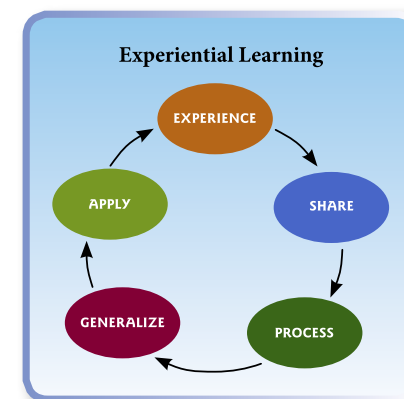 Experiential Learning
EXPERIENCE
SHARE
PROCESS
GENERALIZE
APPLY